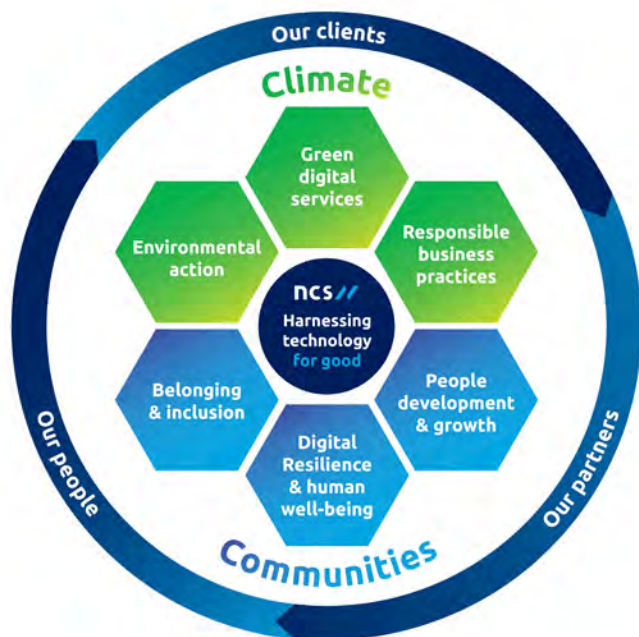 Our clients
Climate
Green
digital
services
Environmental
action
Responsible
business
practices
ncs//
Harnessing
technology
for good
Belonging
& inclusion
People
development
& growth
Digital
Resilience
& human
well-being
Our people
Our partners
Communities